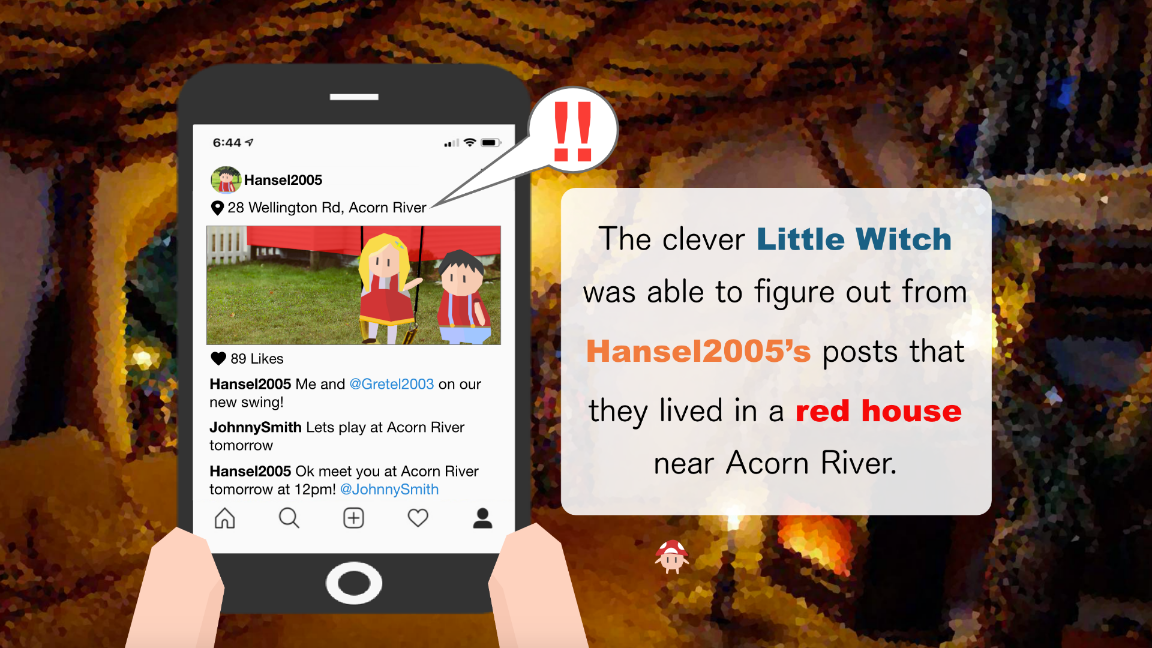 6:44
Hansel2005
28 Wellington Rd, Acorn River
89 Likes
Hansel2005 Me and @Gretel2003 on our
new swing!
JohnnySmith Lets play at Acorn River
tomorrow
Hansel2005 Ok meet you at Acorn River
tomorrow at 12pm! @JohnnySmith
!!
The clever Little Witch
was able to figure out from
Hansel2005’s posts that
they lived in a red house
near Acorn River.